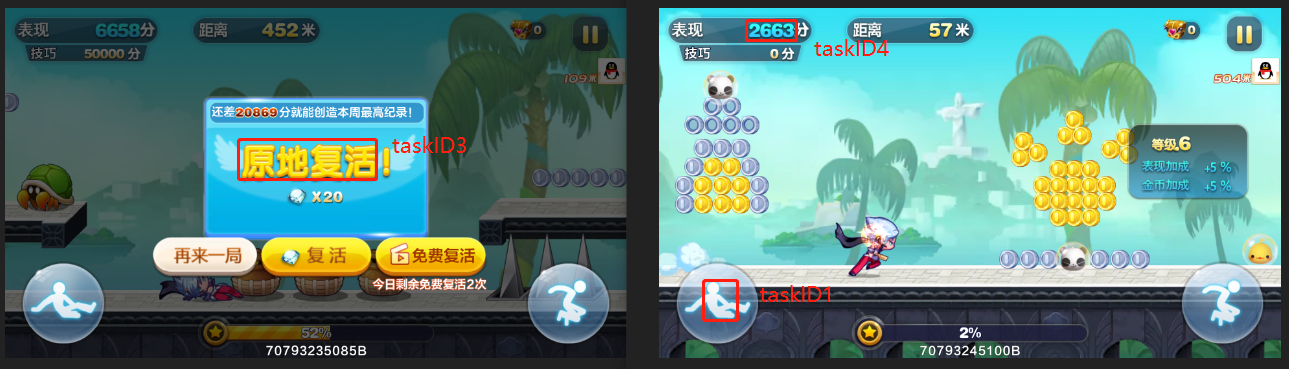 表现 6658分
距离 452米
0
技巧 50000分
109米
还差20869分就能创造本周最高纪录！
原地复活！
taskID3
X20
再来一局
复活
免费复活
今日剩余免费复活2次
52%
70793235085B
表现 2663分
距离 57米
0
taskID4
技巧 0分
504米
等级6
表现加成 +5 %
金币加成 +5 %
taskID1
2%
70793245100B